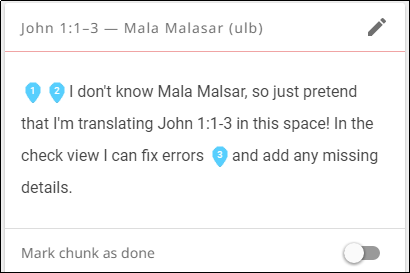 John 1:1–3 — Mala Malasar (ulb)
1 2 I don't know Mala Malsar, so just pretend
that I'm translating John 1:1-3 in this space! In the
check view I can fix errors 3 and add any missing
details.
Mark chunk as done